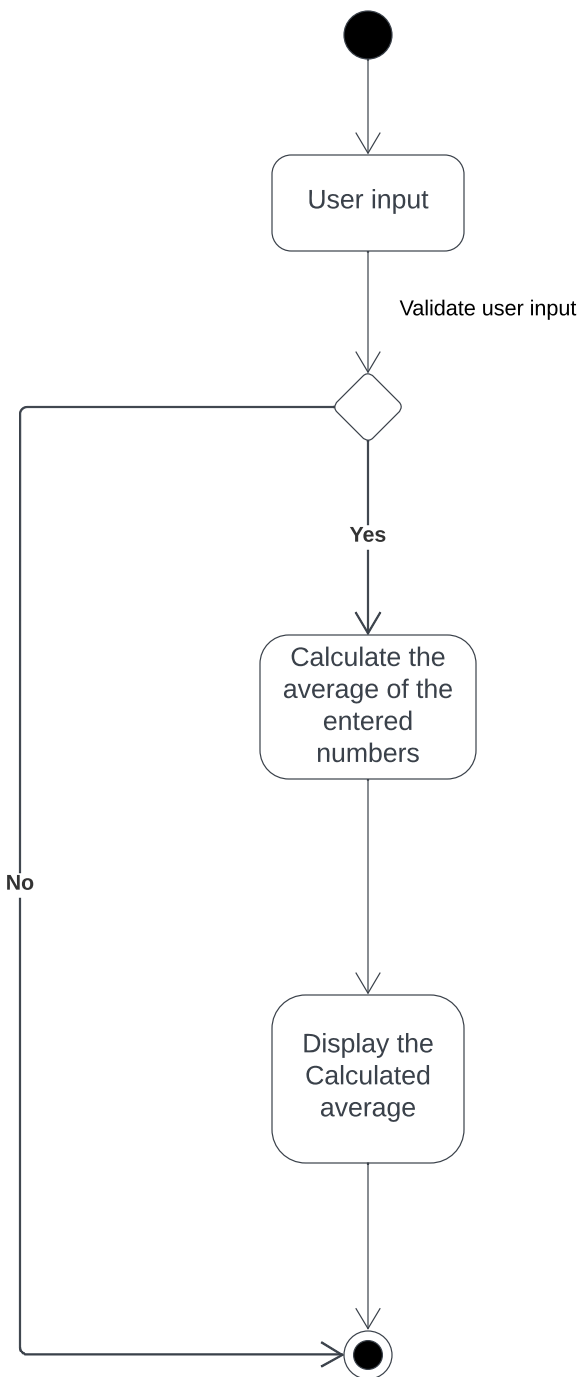 User input
Validate user input
Yes
Calculate the
average of the
entered
numbers
No
Display the
Calculated
average